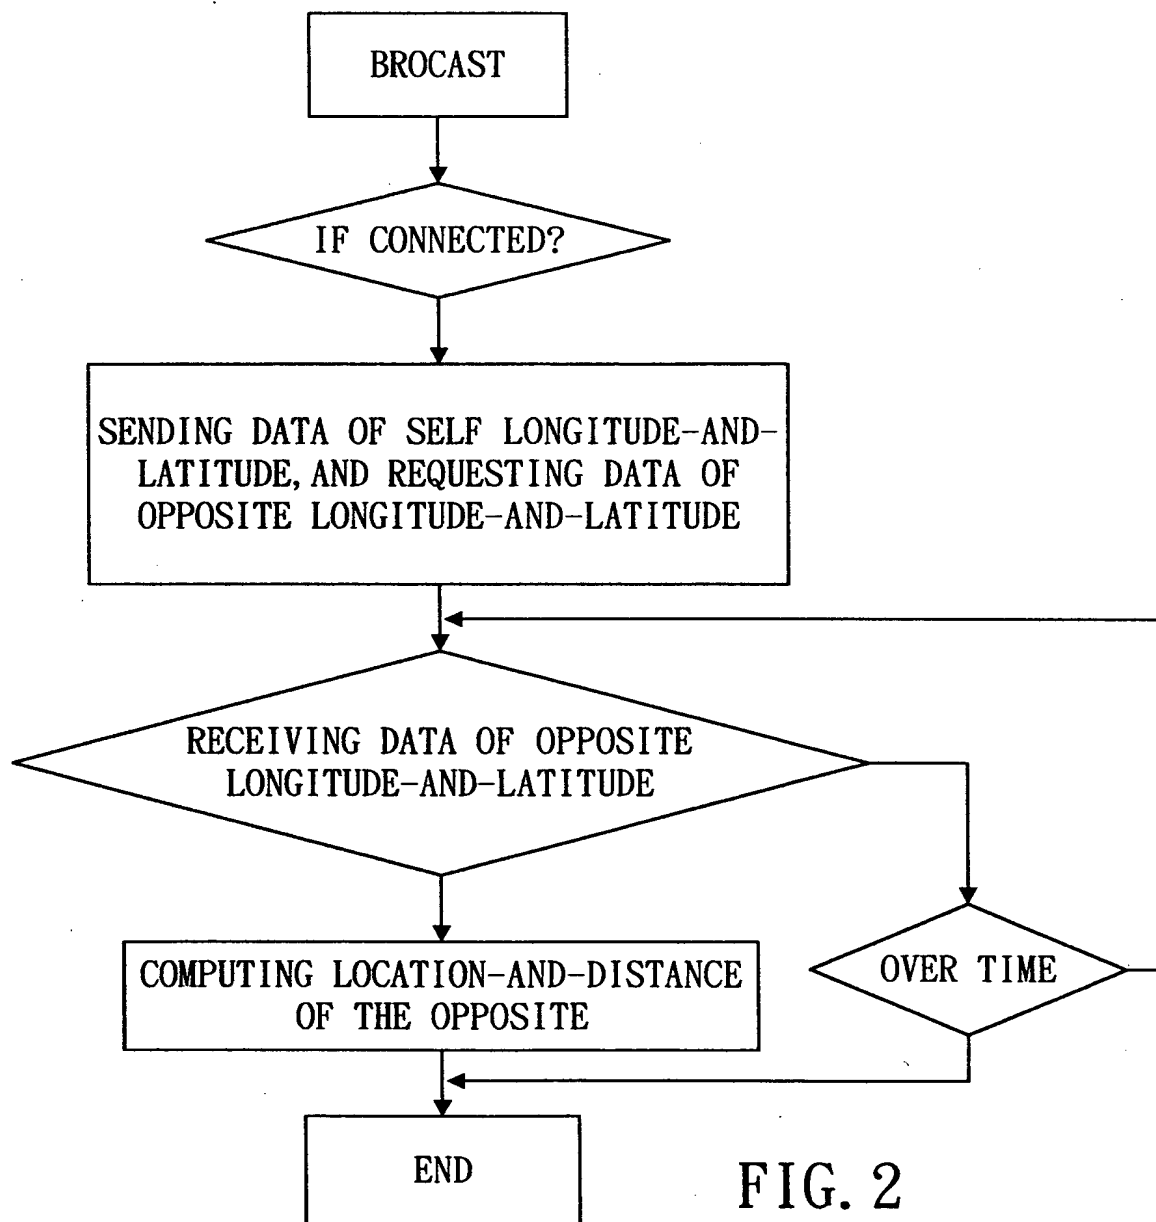 BROCAST
IF CONNECTED?
SENDING DATA OF SELF LONGITUDE-AND-
LATITUDE, AND REQUESTING DATA OF
OPPOSITE LONGITUDE-AND-LATITUDE
RECEIVING DATA OF OPPOSITE
LONGITUDE-AND-LATITUDE
OVER TIME
COMPUTING LOCATION-AND-DISTANCE
OF THE OPPOSITE
END
FIG. 2